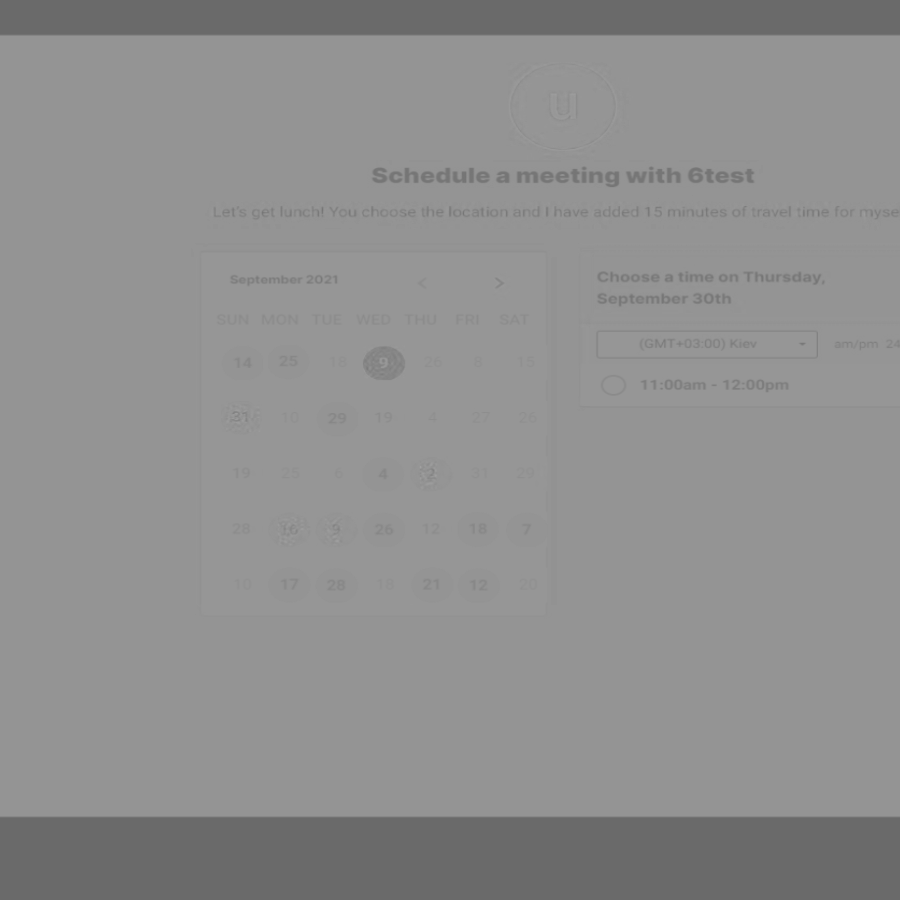 u
Schedule a meeting with 6test
Let's get lunch! You choose the location and I have added 15 minutes of travel time for myse
September 2021 < >
SUN MON TUE WED THU FRI SAT
14 25 18 9 26 8 15
31 10 29 19 4 27 26
19 25 6 4 2 31 29
28 16 9 26 12 18 7
10 17 28 18 21 12 20
Choose a time on Thursday,
September 30th
(GMT+03:00) Kiev am/pm 24
11:00am - 12:00pm